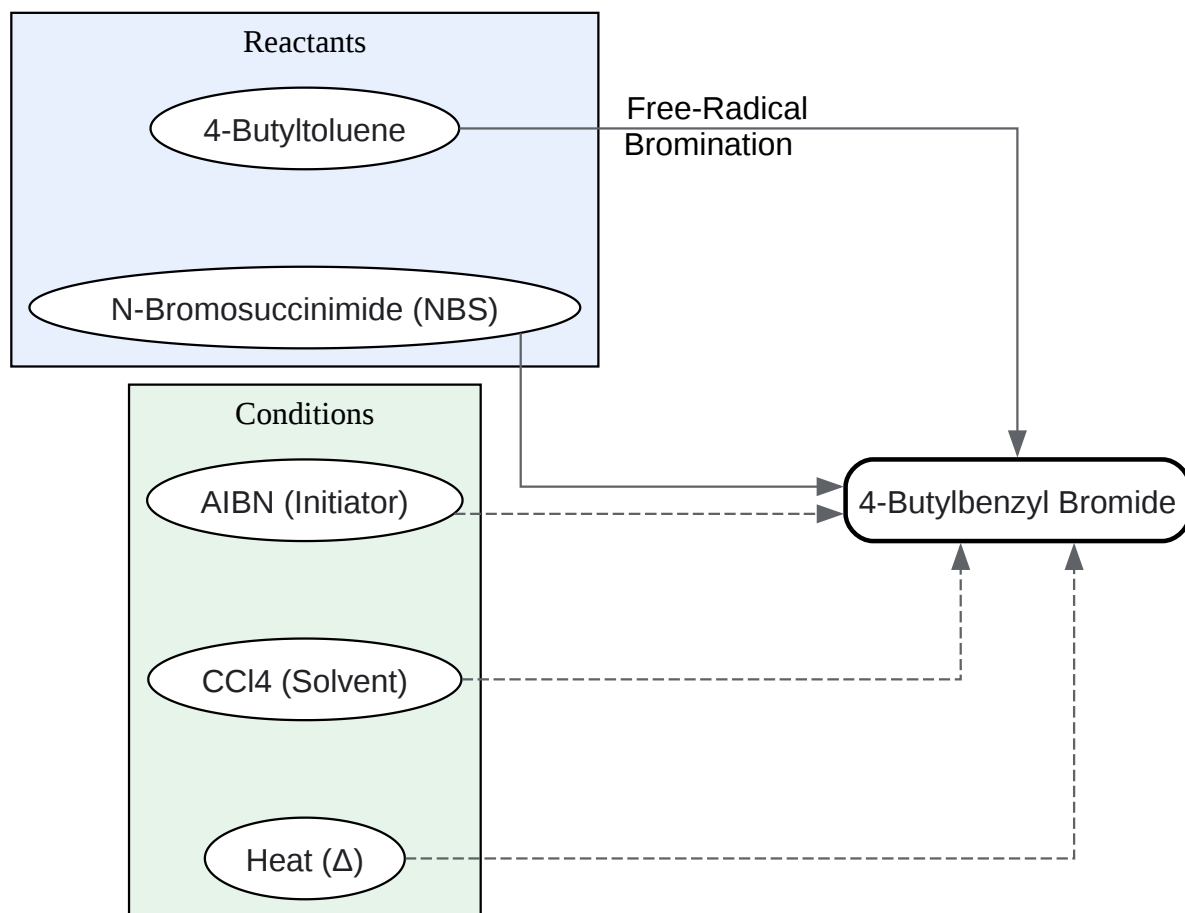 Reactants
4-Butyltoluene
Free-Radical
Bromination
N-Bromosuccinimide (NBS)
Conditions
AIBN (Initiator)
4-Butylbenzyl Bromide
CCl4 (Solvent)
Heat (Δ)